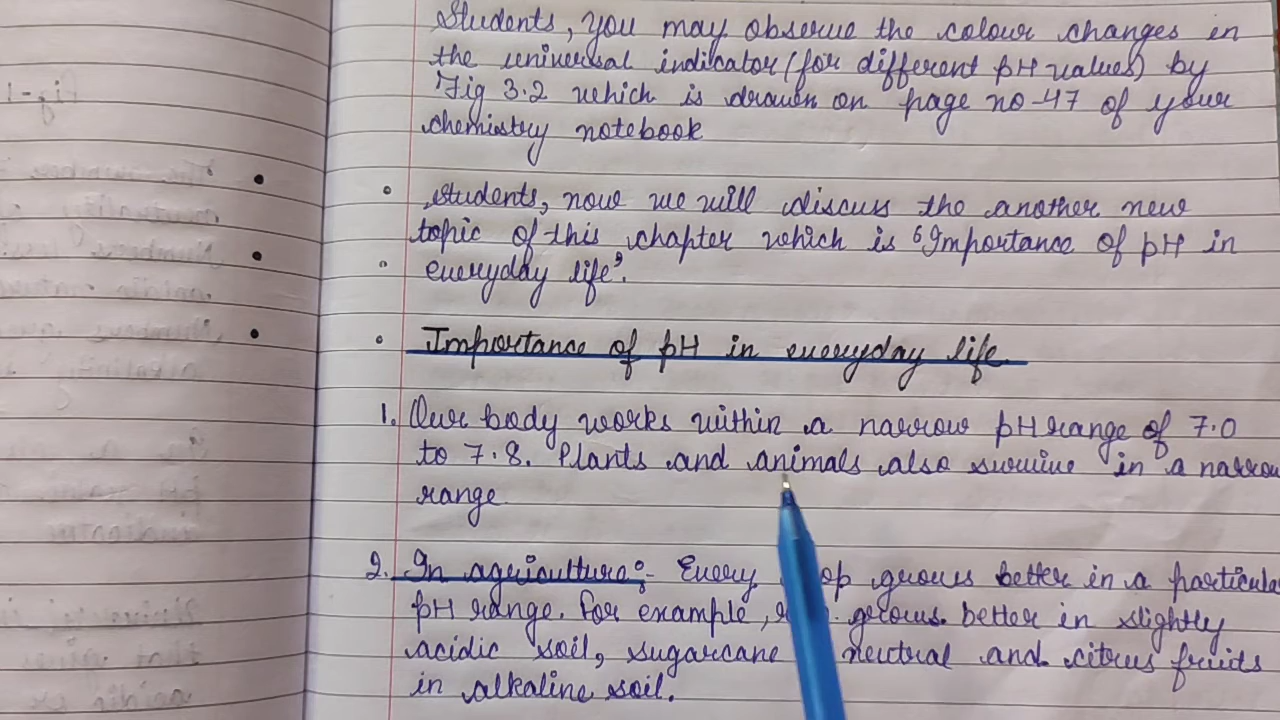 Students, you may observe the colour changes in
the universal indicator (for different pH values) by
Fig 3.2 which is drawn on page no-47 of your
chemistry notebook
students, now we will discuss the another new
topic of this chapter which is 'Importance of pH in
everyday life'.
Importance of pH in everyday life.
1. Our body works within a narrow pH range of 7.0
to 7.8. Plants and animals also survive in a narrow
range
2. In agriculture:- Every grows better in a particular
pH range. For example, grows. better in slightly
acidic soil, sugarcane neutral and citrus fruits
in alkaline soil.